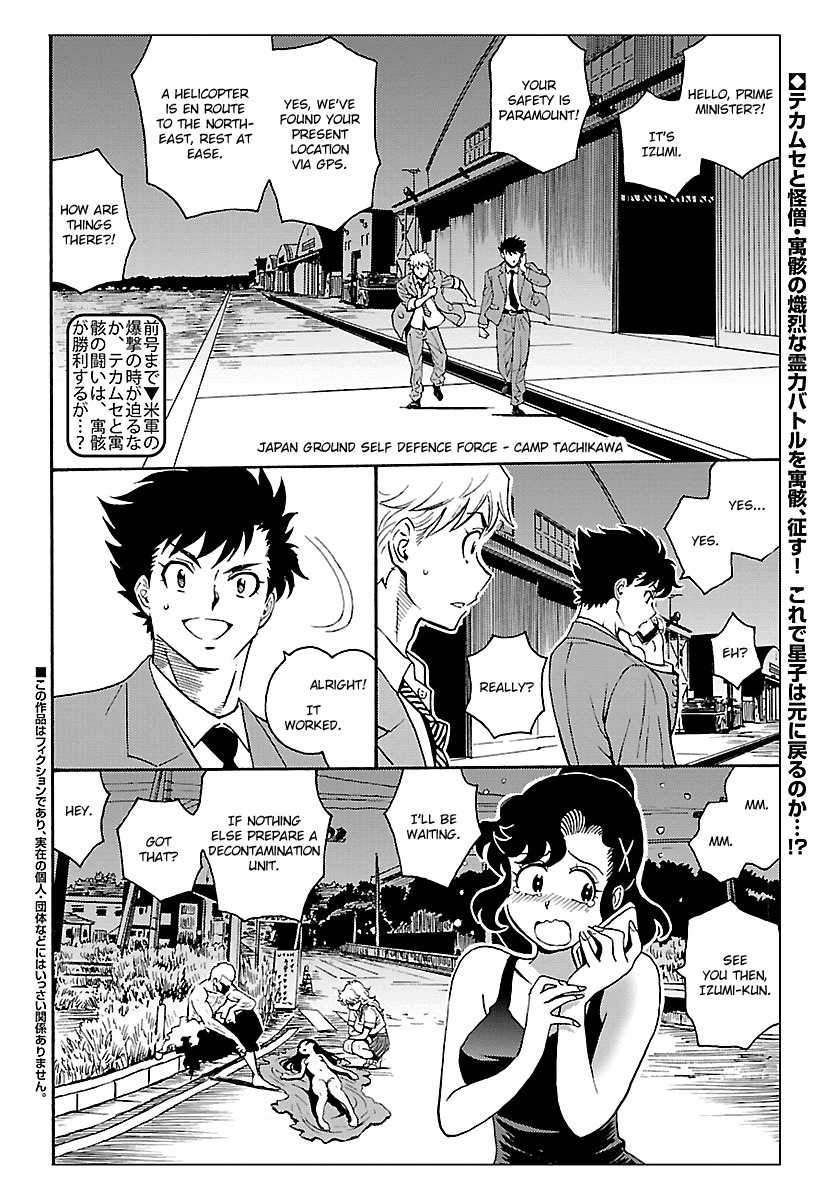 ◆テカムセと怪僧・寓骸の熾烈な霊力バトルを寓骸、征す! これで星子は元に戻るのか…!?
HELLO, PRIME
MINISTER?!
IT'S
IZUMI.
YOUR
SAFETY IS
PARAMOUNT!
YES, WE'VE
FOUND YOUR
PRESENT
LOCATION
VIA GPS.
A HELICOPTER
IS EN ROUTE
TO THE NORTH-
EAST, REST AT
EASE.
HOW ARE
THINGS
THERE?!
前号まで▼米軍の
爆撃の時が迫るな
か、テカムセと寓
骸の闘いは、寓骸
が勝利するが…?
JAPAN GROUND SELF DEFENCE FORCE - CAMP TACHIKAWA
YES...
YES.
EH?
REALLY?
ALRIGHT!
IT
WORKED.
MM.
MM.
SEE
YOU THEN,
IZUMI-KUN.
I'LL BE
WAITING.
IF NOTHING
ELSE PREPARE A
DECONTAMINATION
UNIT.
GOT
THAT?
HEY.
■この作品はフィクションであり、実在の個人・団体などにはいっさい関係ありません。